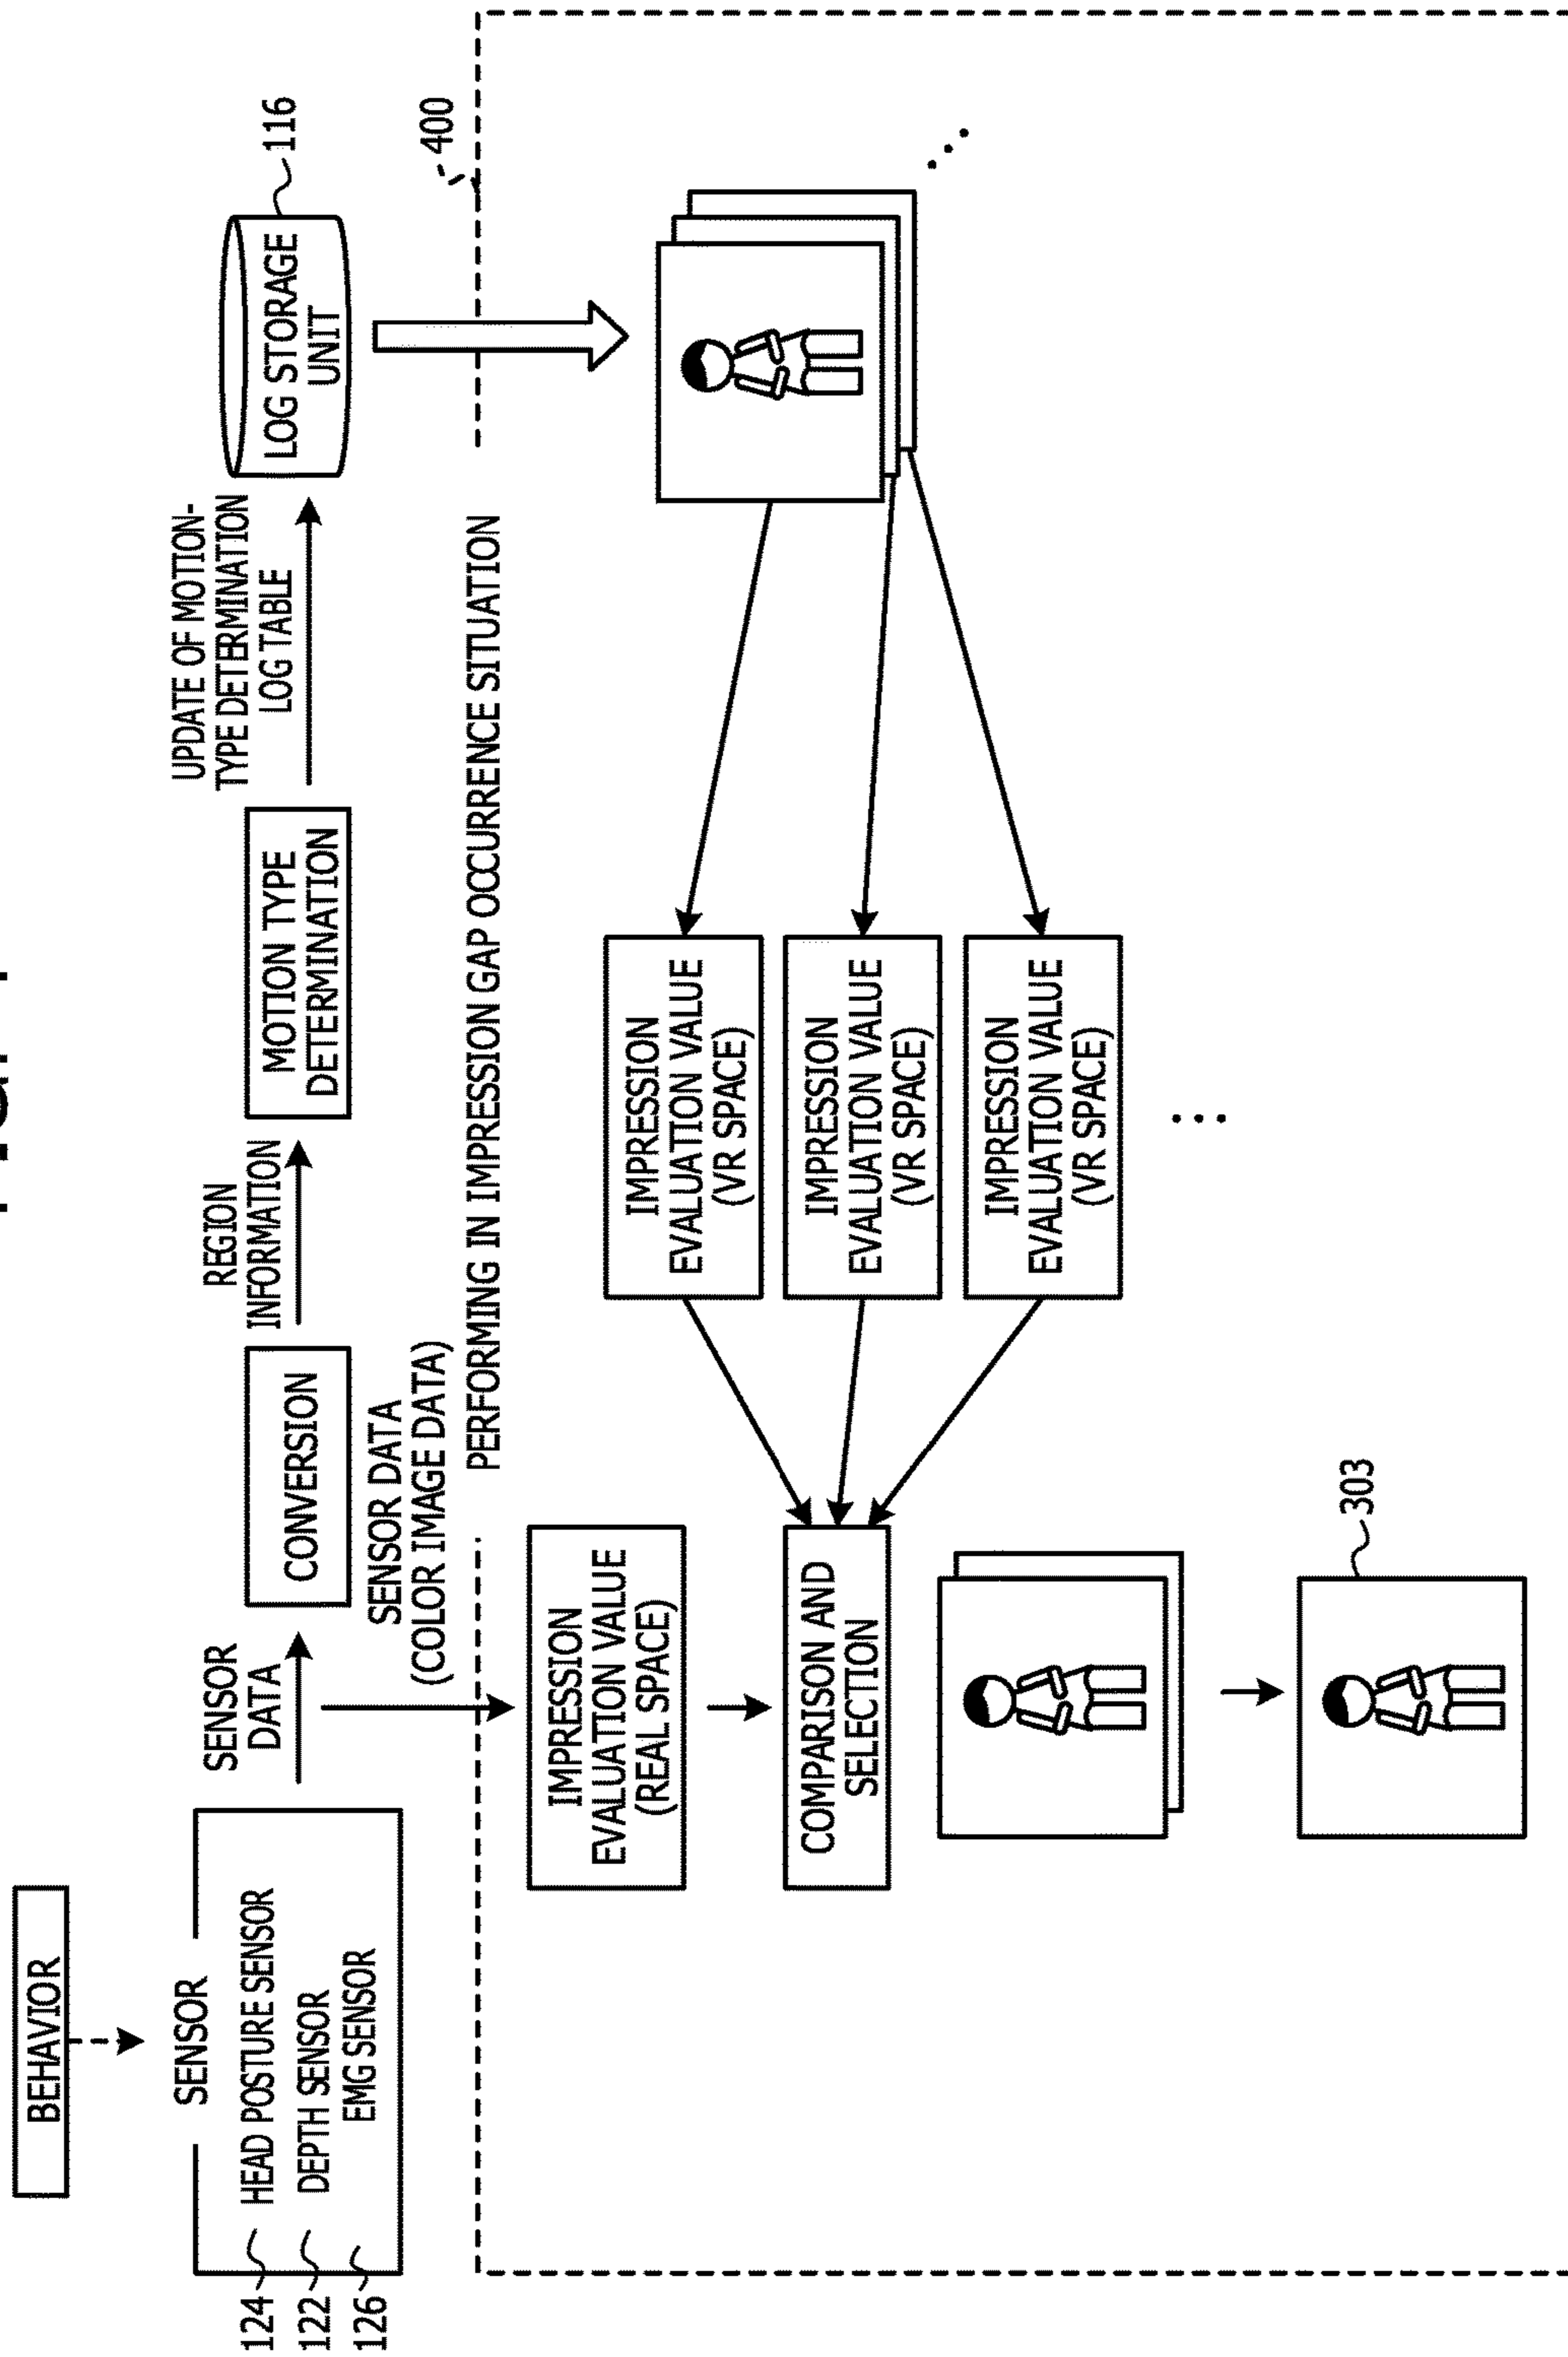 BEHAVIOR
SENSOR
124
HEAD POSTURE SENSOR
122
DEPTH SENSOR
126
EMG SENSOR
SENSOR
DATA
CONVERSION
REGION
INFORMATION
MOTION TYPE
DETERMINATION
UPDATE OF MOTION-
TYPE DETERMINATION
LOG TABLE
LOG STORAGE
UNIT
116
SENSOR DATA
(COLOR IMAGE DATA)
PERFORMING IN IMPRESSION GAP OCCURRENCE SITUATION
400
IMPRESSION
EVALUATION VALUE
(REAL SPACE)
IMPRESSION
EVALUATION VALUE
(VR SPACE)
IMPRESSION
EVALUATION VALUE
(VR SPACE)
IMPRESSION
EVALUATION VALUE
(VR SPACE)
COMPARISON AND
SELECTION
303